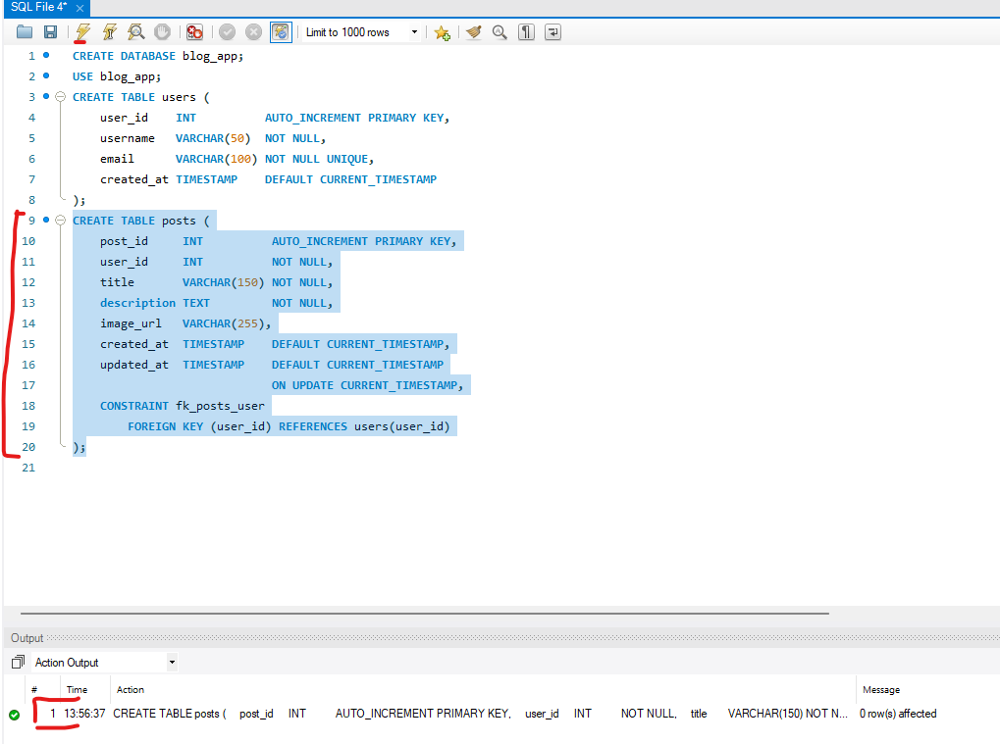 SQL File 4*
Limit to 1000 rows
1 CREATE DATABASE blog_app;
2 USE blog_app;
3 CREATE TABLE users (
4 user_id INT AUTO_INCREMENT PRIMARY KEY,
5 username VARCHAR(50) NOT NULL,
6 email VARCHAR(100) NOT NULL UNIQUE,
7 created_at TIMESTAMP DEFAULT CURRENT_TIMESTAMP
8 );
9 CREATE TABLE posts (
10 post_id INT AUTO_INCREMENT PRIMARY KEY,
11 user_id INT NOT NULL,
12 title VARCHAR(150) NOT NULL,
13 description TEXT NOT NULL,
14 image_url VARCHAR(255),
15 created_at TIMESTAMP DEFAULT CURRENT_TIMESTAMP,
16 updated_at TIMESTAMP DEFAULT CURRENT_TIMESTAMP
17 ON UPDATE CURRENT_TIMESTAMP,
18 CONSTRAINT fk_posts_user
19 FOREIGN KEY (user_id) REFERENCES users(user_id)
20 );
21
Output
Action Output
# Time Action Message
1 13:56:37 CREATE TABLE posts ( post_id INT AUTO_INCREMENT PRIMARY KEY, user_id INT NOT NULL, title VARCHAR(150) NOT N... 0 row(s) affected